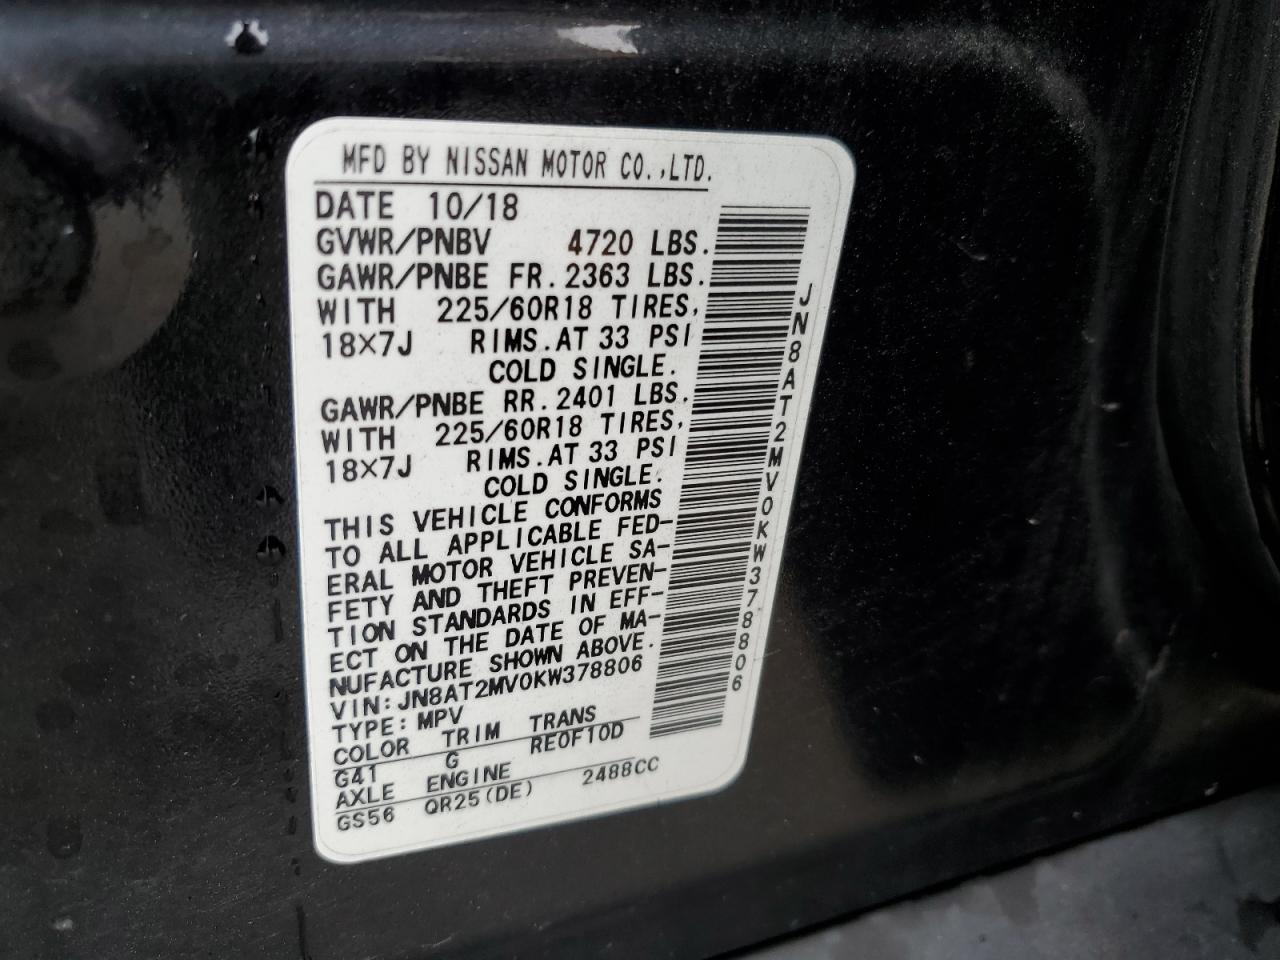 MFD BY NISSAN MOTOR CO.,LTD.
DATE 10/18
GVWR/PNBV 4720 LBS.
GAWR/PNBE FR.2363 LBS.
WITH 225/60R18 TIRES,
18×7J RIMS.AT 33 PSI
COLD SINGLE.
GAWR/PNBE RR.2401 LBS.
WITH 225/60R18 TIRES,
18×7J RIMS.AT 33 PSI
COLD SINGLE.
THIS VEHICLE CONFORMS
TO ALL APPLICABLE FED-
ERAL MOTOR VEHICLE SA-
FETY AND THEFT PREVEN-
TION STANDARDS IN EFF-
ECT ON THE DATE OF MA-
NUFACTURE SHOWN ABOVE.
VIN:JN8AT2MV0KW378806
TYPE:MPV
COLOR TRIM TRANS
G41 G RE0F10D
AXLE ENGINE
GS56 QR25(DE) 2488CC
JN8AT2MV0KW378806